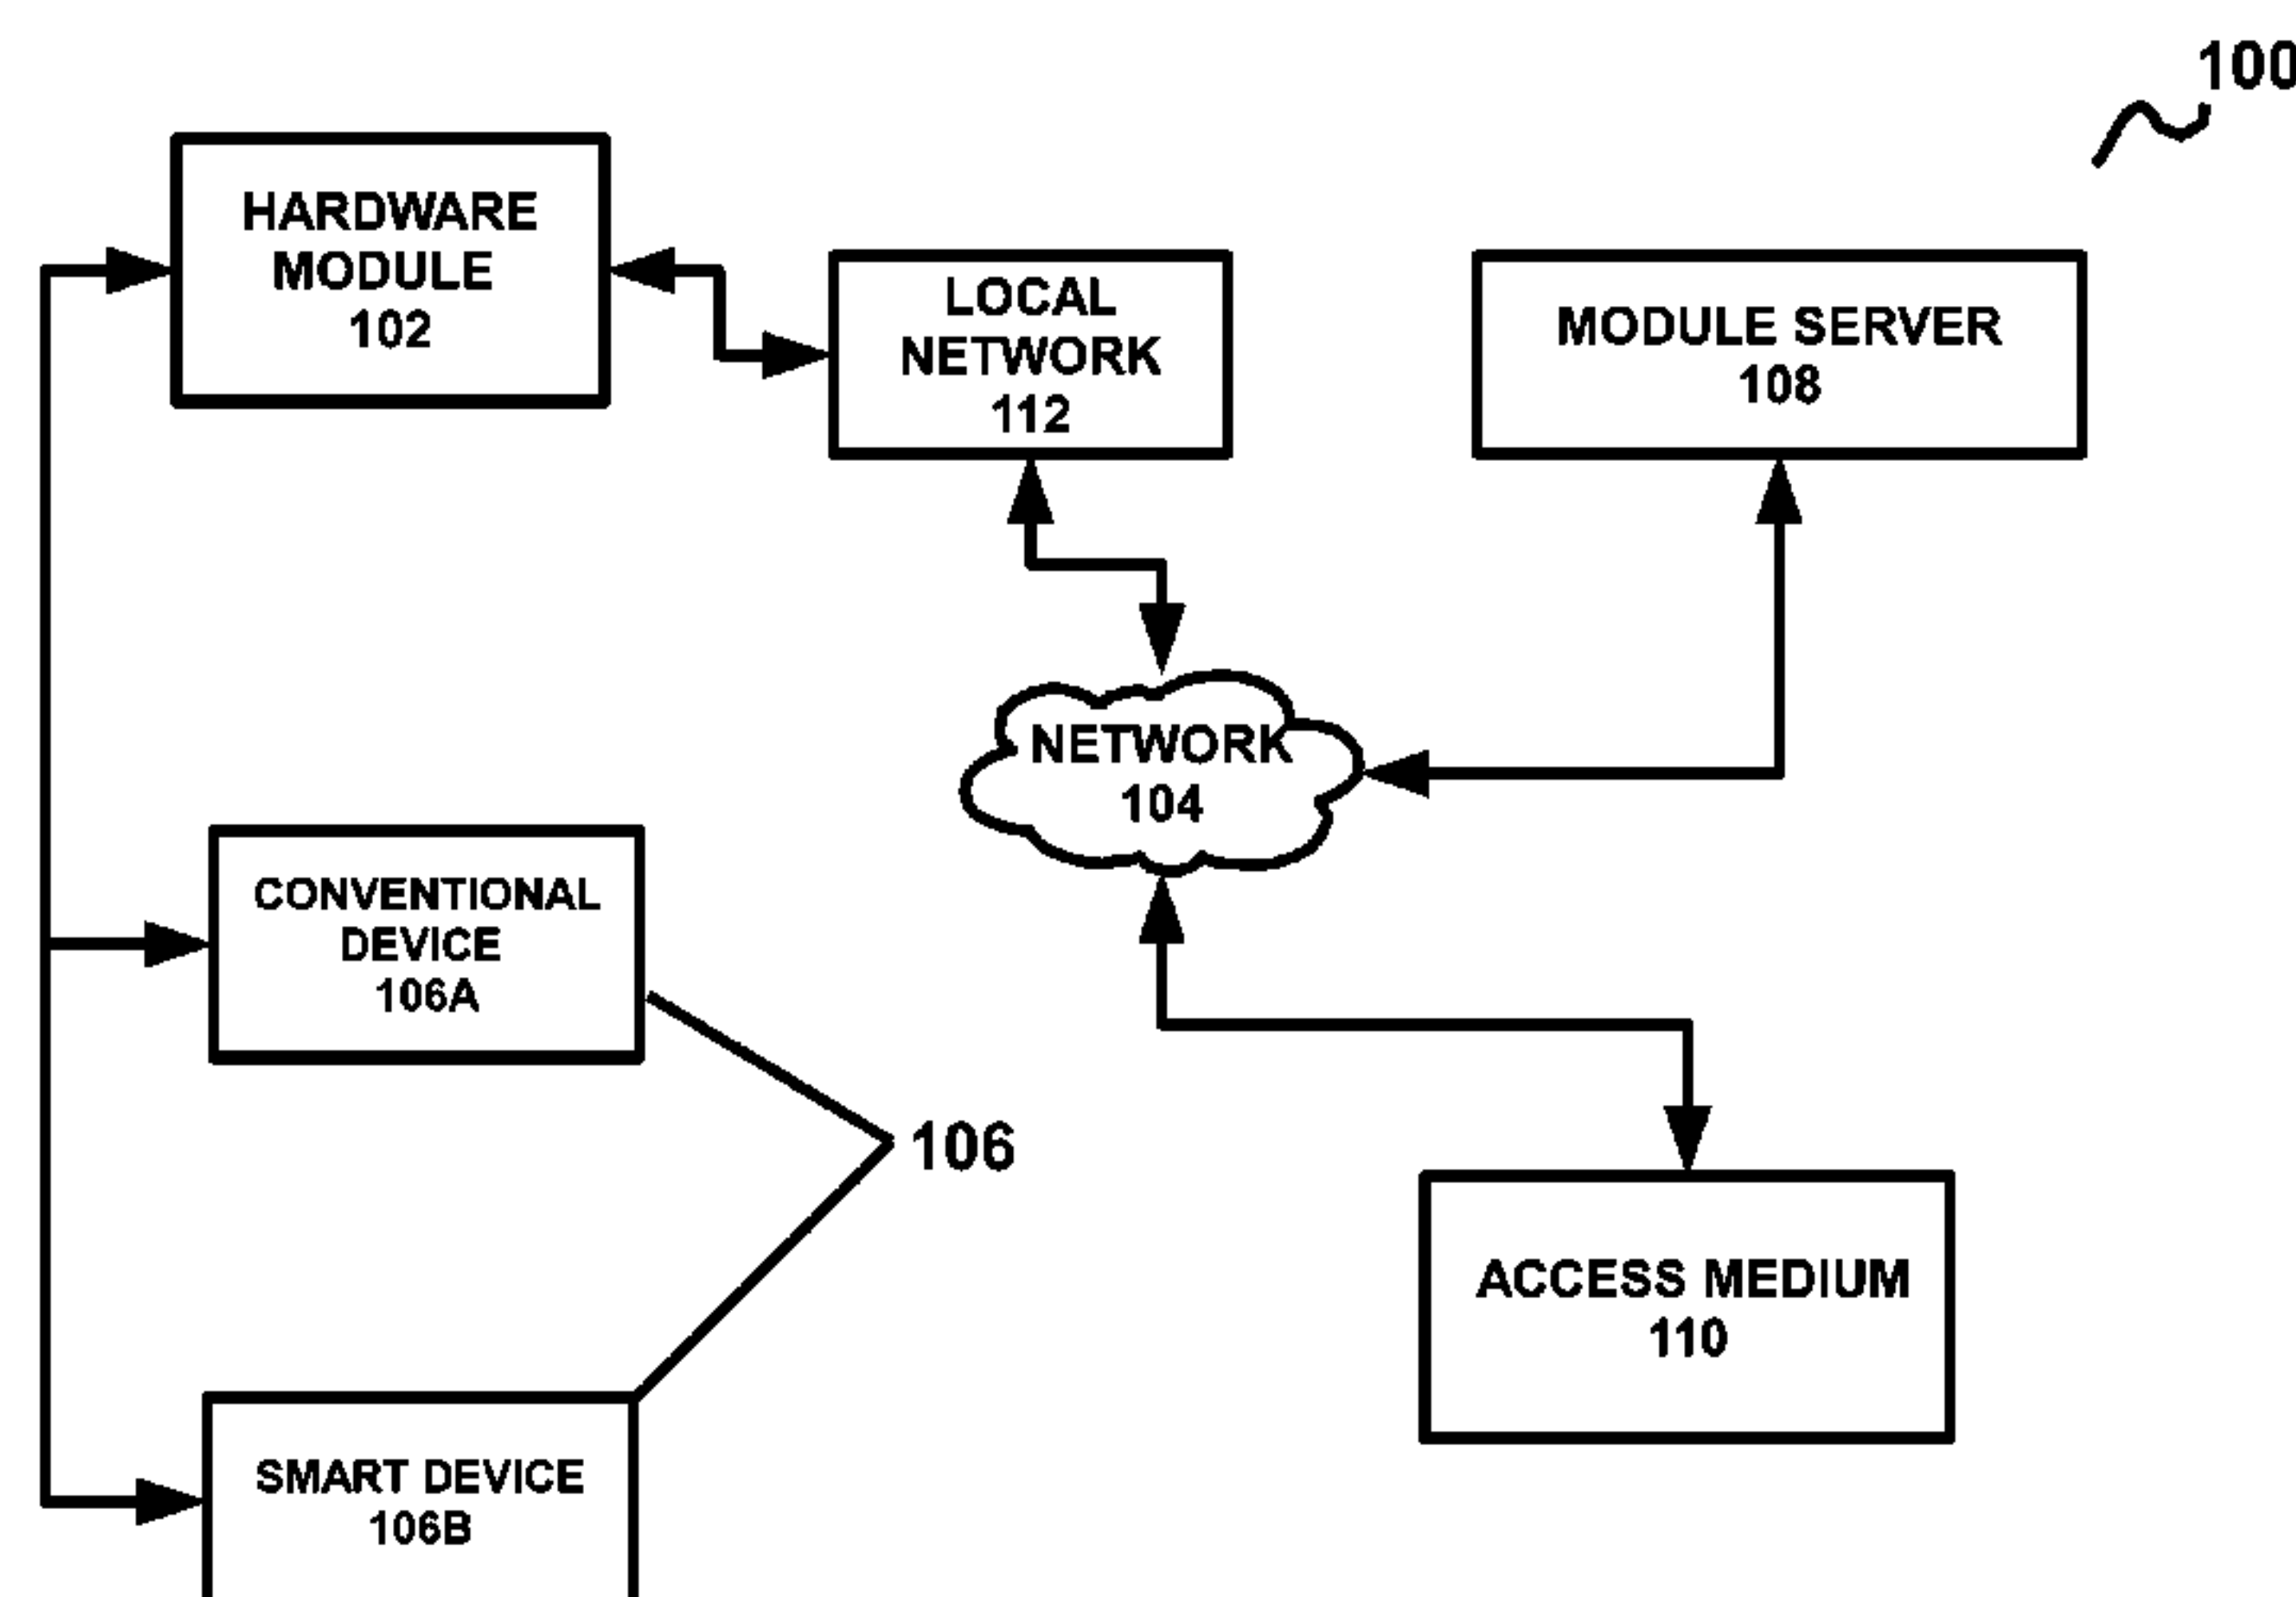 100
HARDWARE
MODULE
102
LOCAL
NETWORK
112
MODULE SERVER
108
NETWORK
104
CONVENTIONAL
DEVICE
106A
106
ACCESS MEDIUM
110
SMART DEVICE
106B